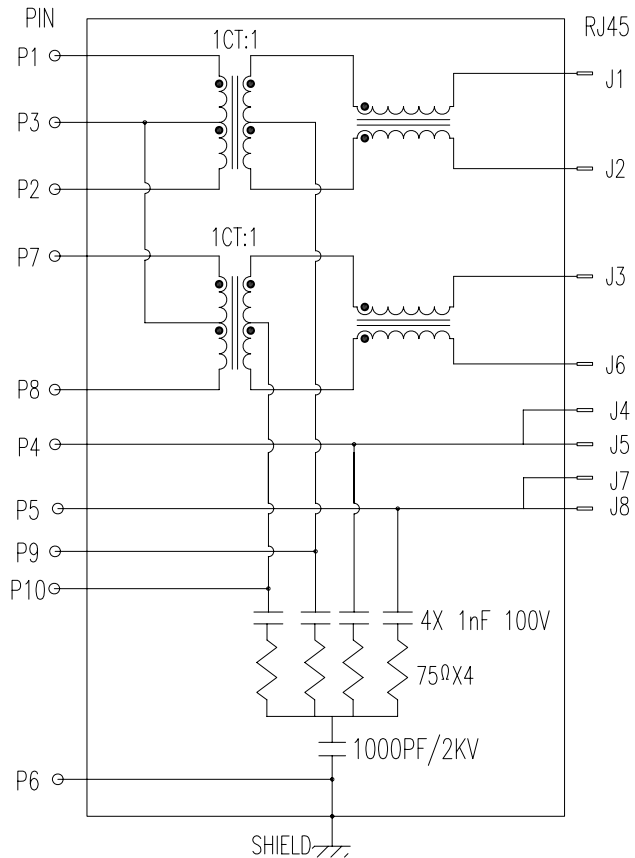 PIN
RJ45
1CT:1
P1
J1
P3
J2
P2
1CT:1
P7
J3
J6
P8
J4
P4
J5
J7
P5
J8
P9
P10
4X 1nF 100V
75ΩX4
1000PF/2KV
P6
SHIELD